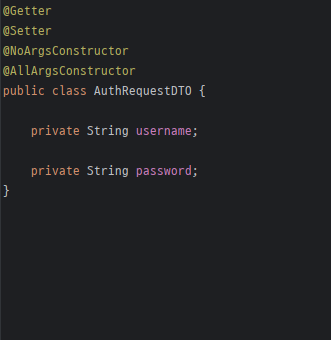 @Getter
@Setter
@NoArgsConstructor
@AllArgsConstructor
public class AuthRequestDTO {
    private String username;
    private String password;
}